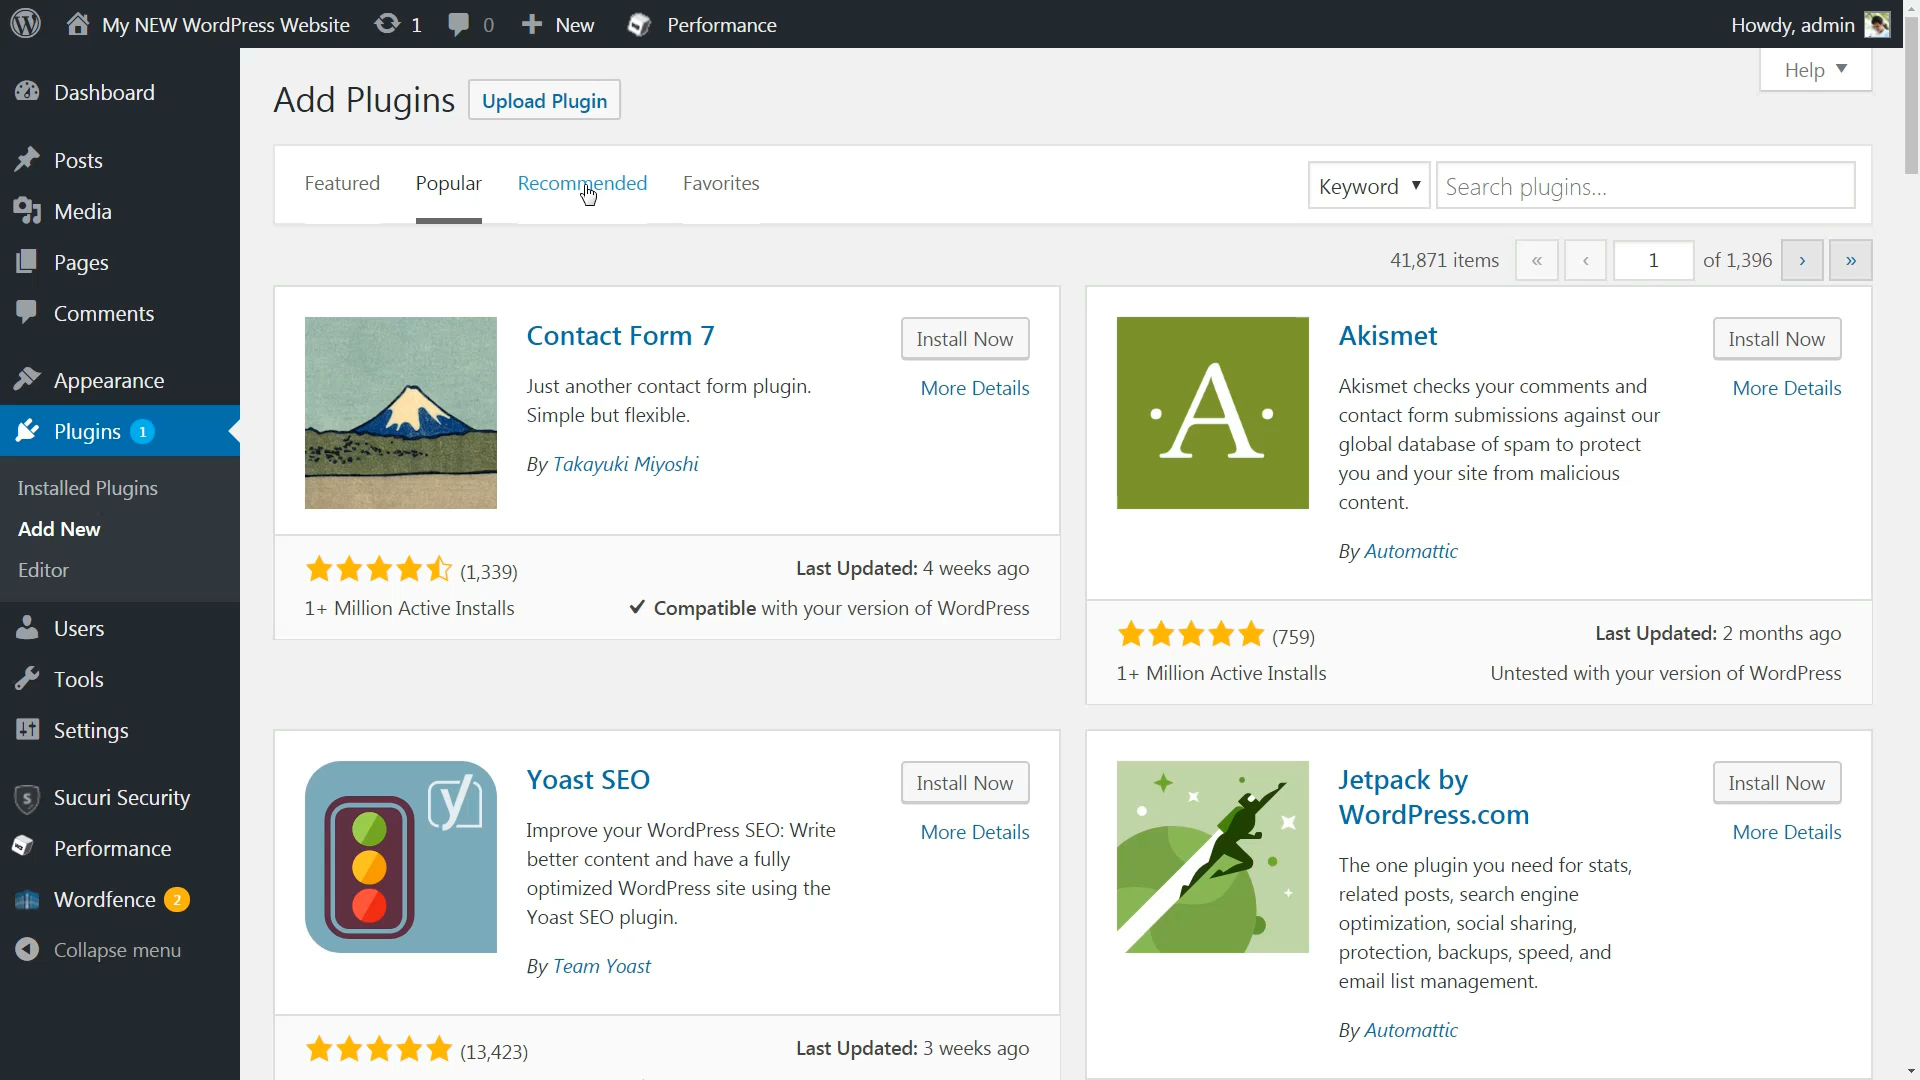 My NEW WordPress Website 1 0 New Performance Howdy, admin
Help
Dashboard
Posts
Media
Pages
Comments
Appearance
Plugins 1
Installed Plugins
Add New
Editor
Users
Tools
Settings
Sucuri Security
Performance
Wordfence 2
Collapse menu
Add Plugins Upload Plugin
Featured Popular Recommended Favorites Keyword Search plugins...
41,871 items « ‹ 1 of 1,396 › »
Contact Form 7
Install Now
More Details
Just another contact form plugin.
Simple but flexible.
By Takayuki Miyoshi
(1,339)
1+ Million Active Installs
Last Updated: 4 weeks ago
Compatible with your version of WordPress
A
Akismet
Install Now
More Details
Akismet checks your comments and
contact form submissions against our
global database of spam to protect
you and your site from malicious
content.
By Automattic
(759)
1+ Million Active Installs
Last Updated: 2 months ago
Untested with your version of WordPress
y
Yoast SEO
Install Now
More Details
Improve your WordPress SEO: Write
better content and have a fully
optimized WordPress site using the
Yoast SEO plugin.
By Team Yoast
(13,423)
Last Updated: 3 weeks ago
Jetpack by
WordPress.com
Install Now
More Details
The one plugin you need for stats,
related posts, search engine
optimization, social sharing,
protection, backups, speed, and
email list management.
By Automattic